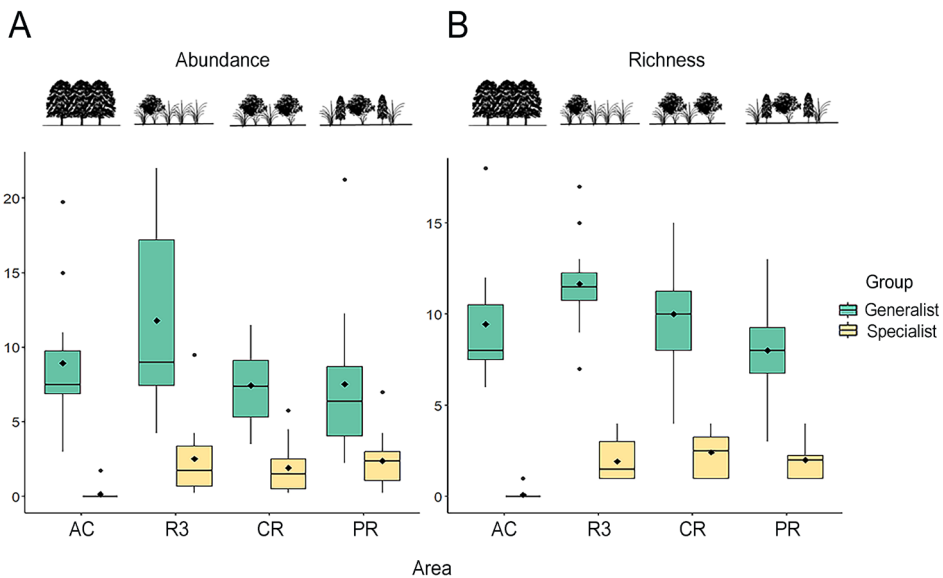 A
B
Abundance
Richness
20
15
10
5
0
15
10
5
0
Group
Generalist
Specialist
AC R3 CR PR
AC R3 CR PR
Area